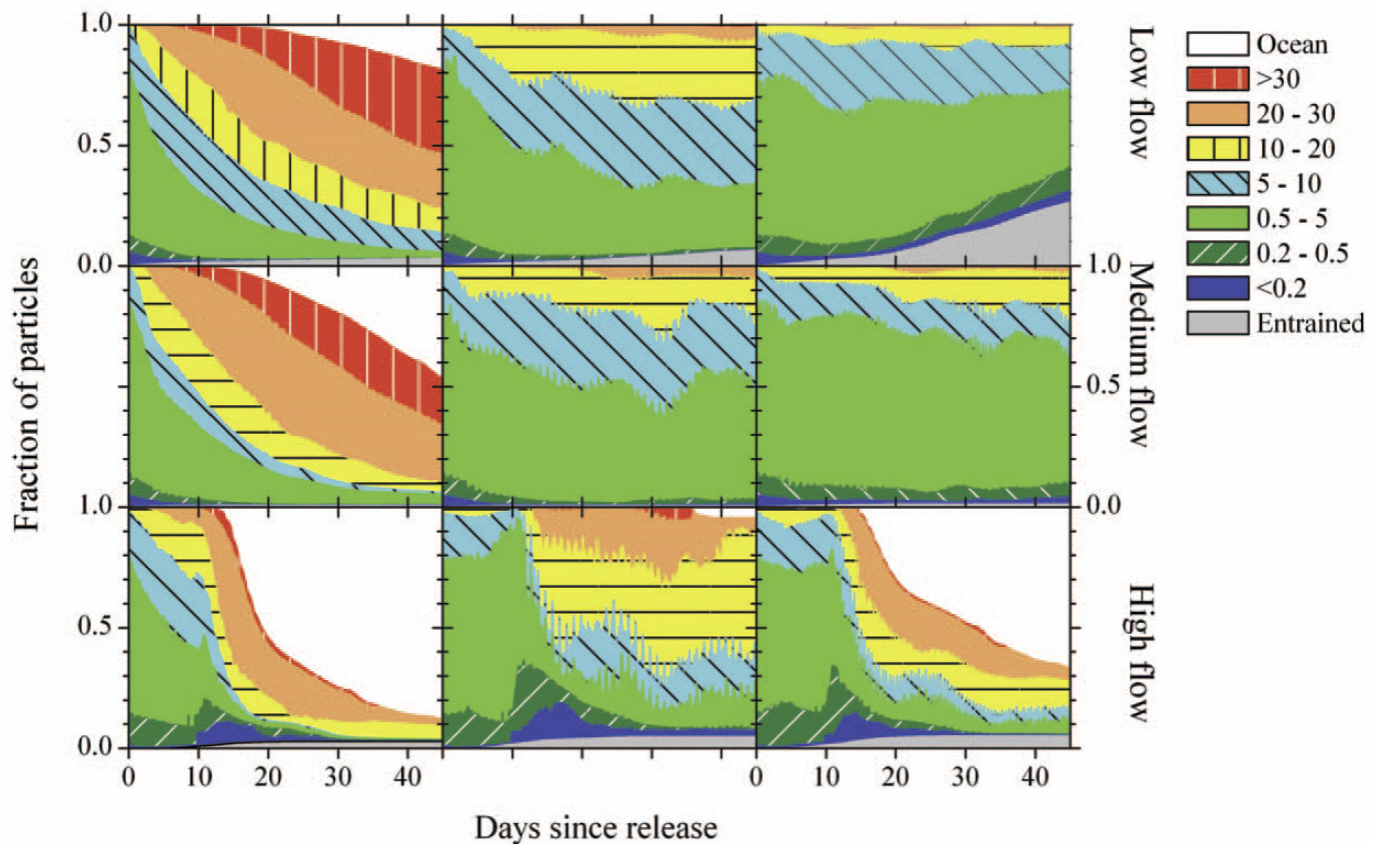 1.0
0.5
0.0
1.0
0.5
0.0
1.0
0.5
0.0
1.0
0.5
0.0
0 10 20 30 40 0 10 20 30 40
Days since release
Fraction of particles
Low flow
Medium flow
High flow
Ocean
>30
20 - 30
10 - 20
5 - 10
0.5 - 5
0.2 - 0.5
<0.2
Entrained